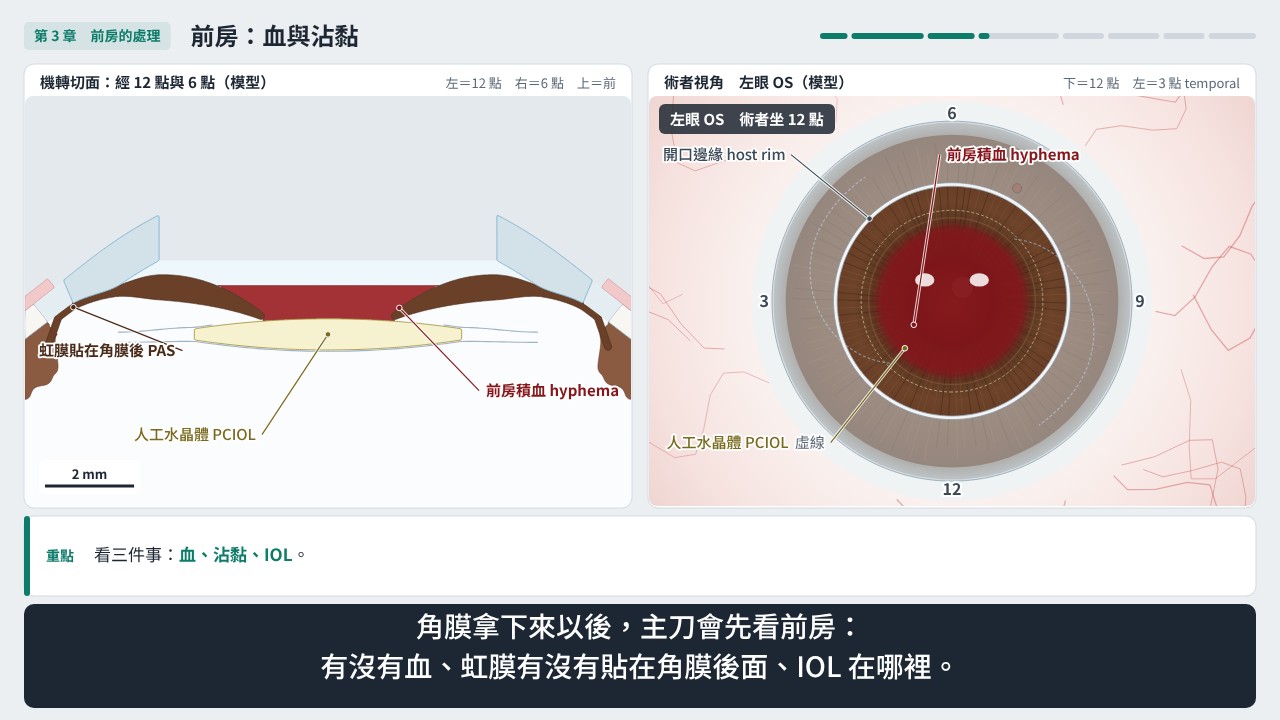 第 3 章　前房的處理
前房：血與沾黏
機轉切面：經 12 點與 6 點（模型）
左＝12 點　右＝6 點　上＝前
虹膜貼在角膜後 PAS
前房積血 hyphema
人工水晶體 PCIOL
2 mm
術者視角　左眼 OS（模型）
下＝12 點　左＝3 點 temporal
左眼 OS　術者坐 12 點
6
開口邊緣 host rim
前房積血 hyphema
3
9
人工水晶體 PCIOL 虛線
12
重點　看三件事：血、沾黏、IOL。
角膜拿下來以後，主刀會先看前房：
有沒有血、虹膜有沒有貼在角膜後面、IOL 在哪裡。